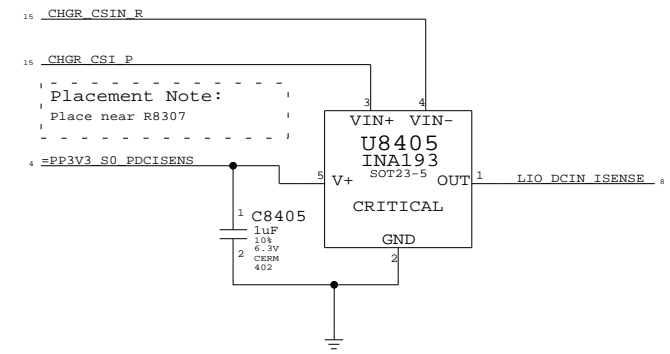 15 CHGR_CSIN_R
15 CHGR_CSI_P
Placement Note:
Place near R8307
3 4
VIN+ VIN-
U8405
INA193
SOT23-5
4 =PP3V3_S0_PDCISENS
5 V+ OUT 1 LIO_DCIN_ISENSE 8
CRITICAL
GND
2
1 C8405
1uF
10%
2 6.3V
CERM
402